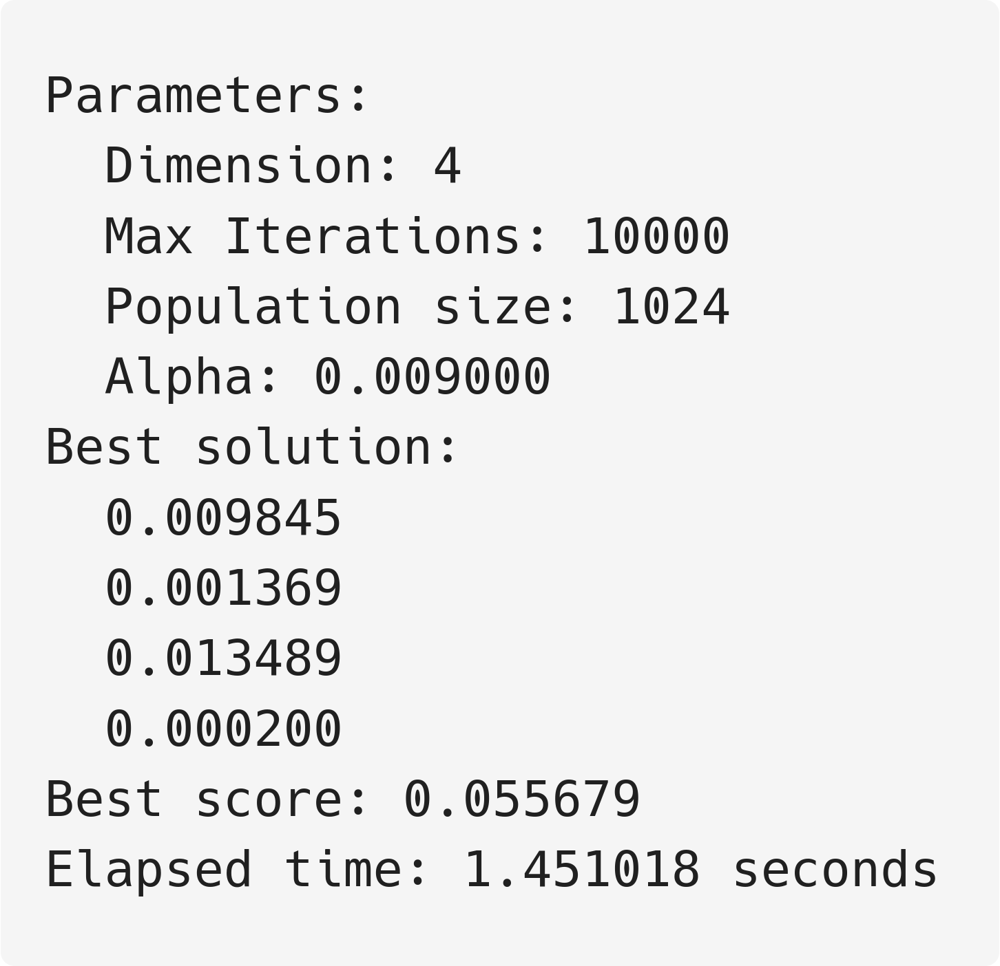 Parameters:
  Dimension: 4
  Max Iterations: 10000
  Population size: 1024
  Alpha: 0.009000
Best solution:
  0.009845
  0.001369
  0.013489
  0.000200
Best score: 0.055679
Elapsed time: 1.451018 seconds